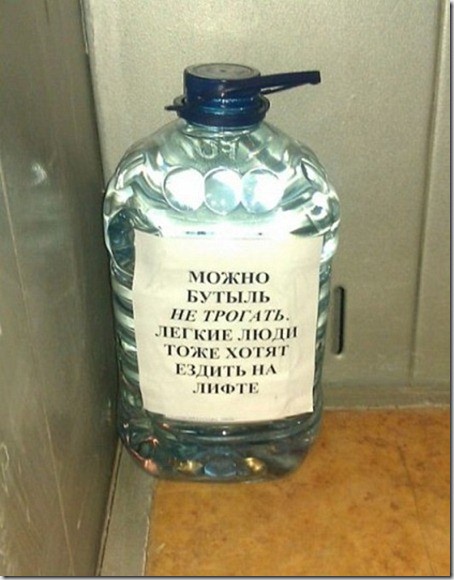 МОЖНО
БУТЫЛЬ
НЕ ТРОГАТЬ.
ЛЕГКИЕ ЛЮДИ
ТОЖЕ ХОТЯТ
ЕЗДИТЬ НА
ЛИФТЕ